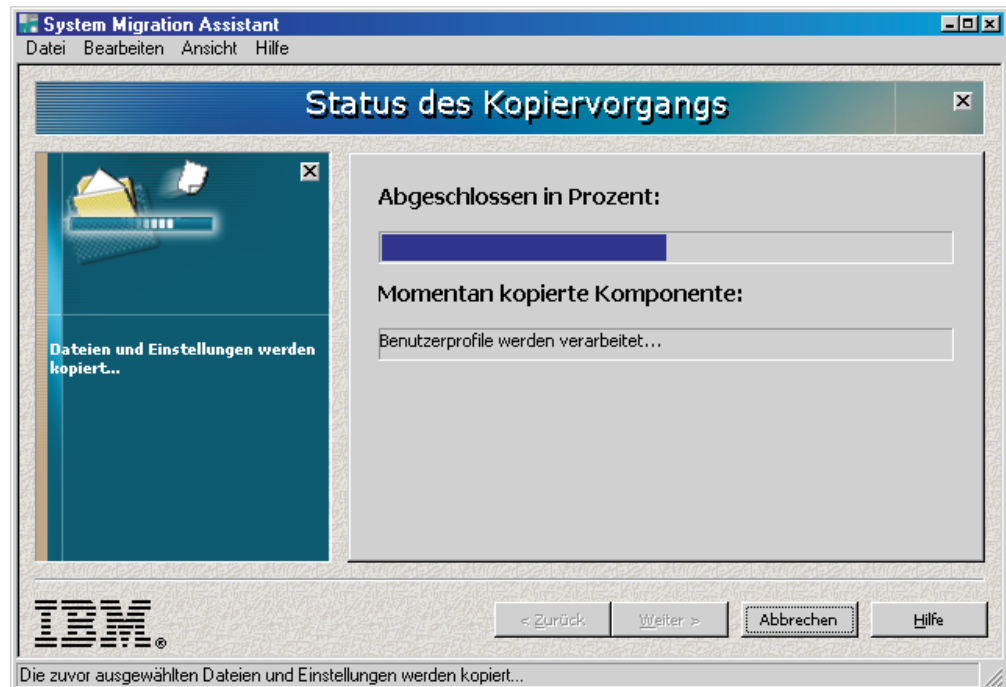 System Migration Assistant
Datei Bearbeiten Ansicht Hilfe
Status des Kopiervorgangs
Dateien und Einstellungen werden
kopiert...
Abgeschlossen in Prozent:
Momentan kopierte Komponente:
Benutzerprofile werden verarbeitet...
IBM®
< Zurück
Weiter >
Abbrechen
Hilfe
Die zuvor ausgewählten Dateien und Einstellungen werden kopiert...